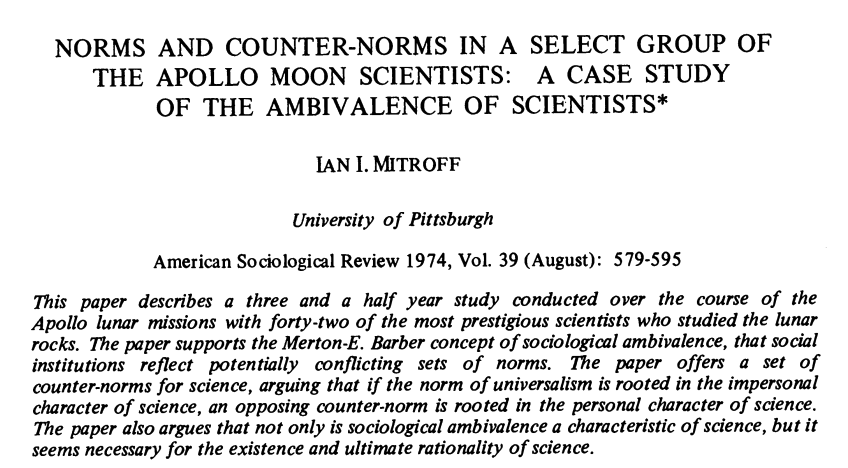 NORMS AND COUNTER-NORMS IN A SELECT GROUP OF
THE APOLLO MOON SCIENTISTS: A CASE STUDY
OF THE AMBIVALENCE OF SCIENTISTS*
IAN I. MITROFF
University of Pittsburgh
American Sociological Review 1974, Vol. 39 (August): 579-595
This paper describes a three and a half year study conducted over the course of the
Apollo lunar missions with forty-two of the most prestigious scientists who studied the lunar
rocks. The paper supports the Merton-E. Barber concept of sociological ambivalence, that social
institutions reflect potentially conflicting sets of norms. The paper offers a set of
counter-norms for science, arguing that if the norm of universalism is rooted in the impersonal
character of science, an opposing counter-norm is rooted in the personal character of science.
The paper also argues that not only is sociological ambivalence a characteristic of science, but it
seems necessary for the existence and ultimate rationality of science.